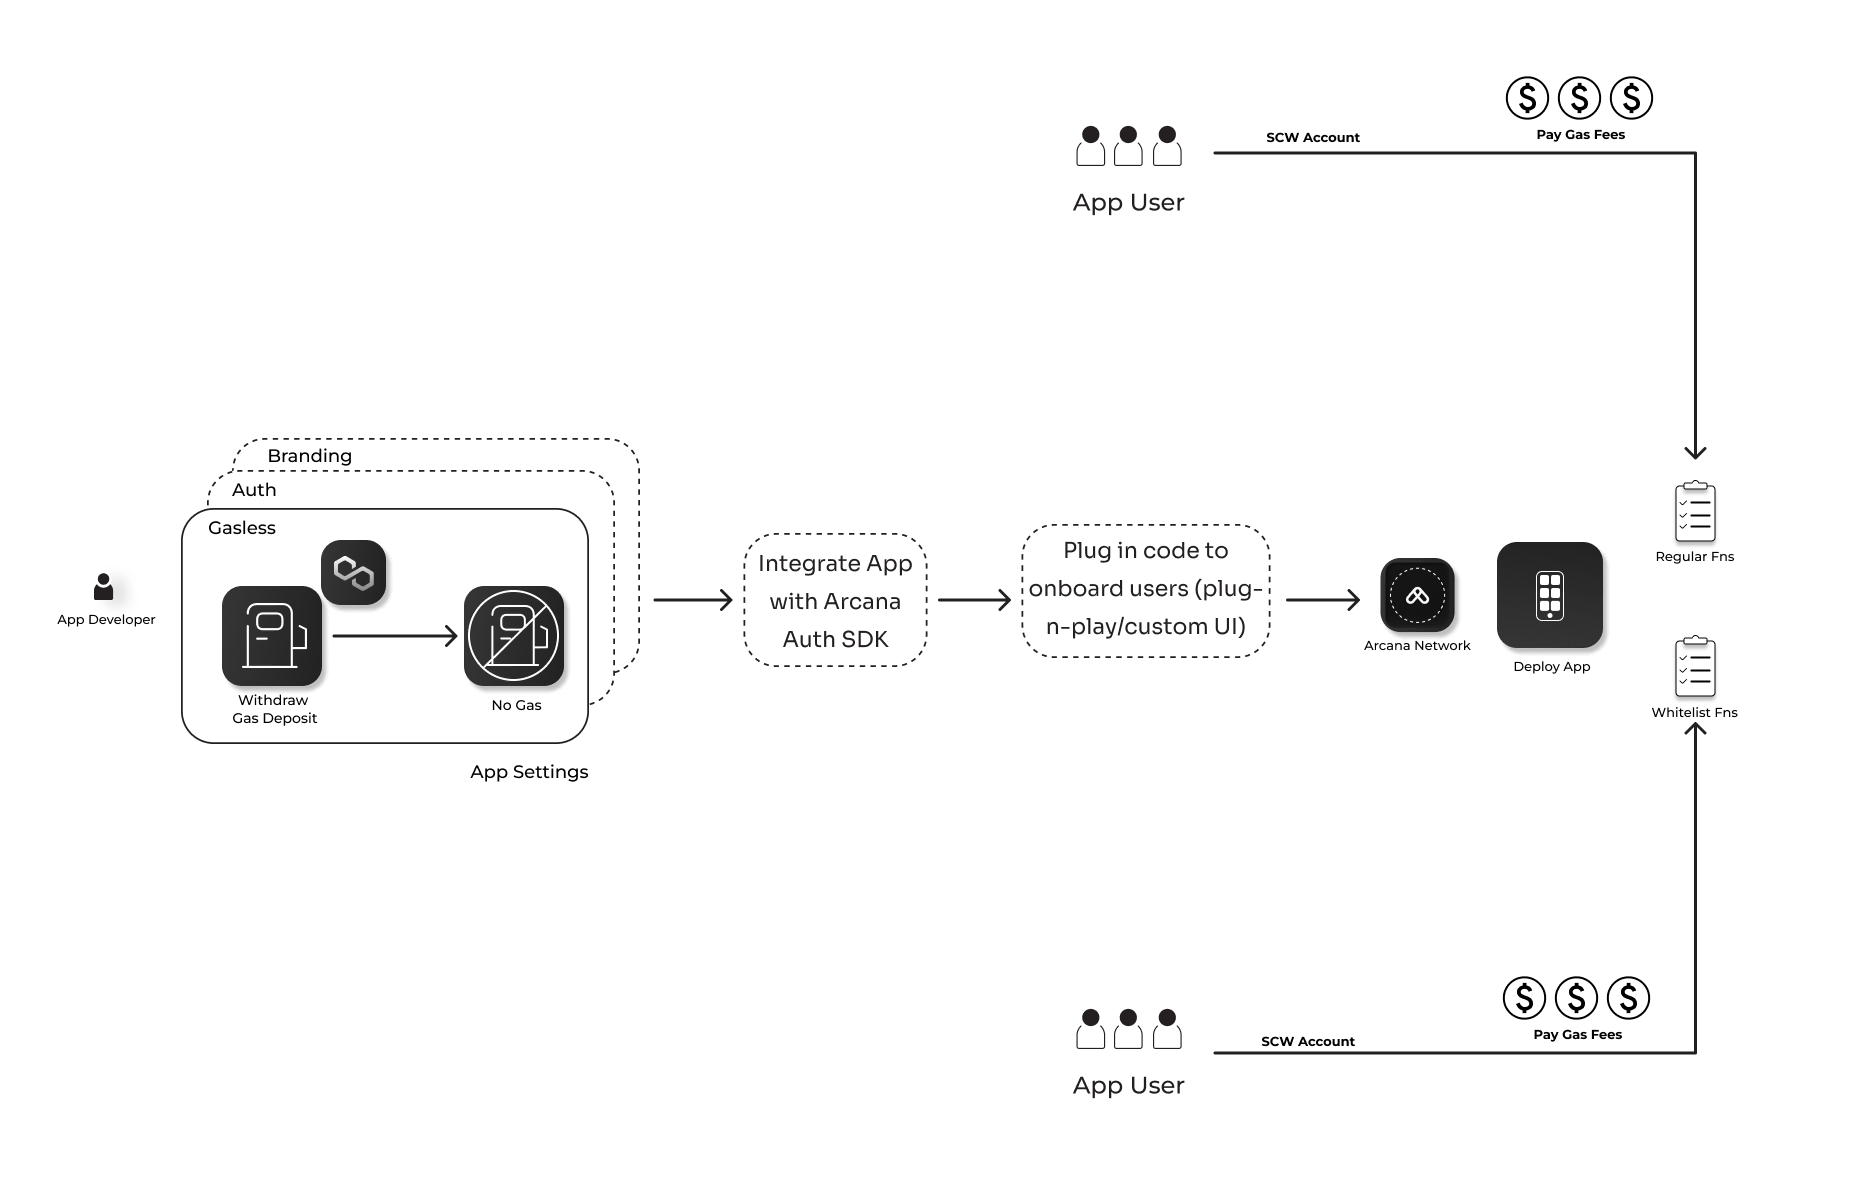 Pay Gas Fees
SCW Account
App User
Branding
Auth
Gasless
App Developer
Withdraw
Gas Deposit
No Gas
App Settings
Integrate App
with Arcana
Auth SDK
Plug in code to
onboard users (plug-
n-play/custom UI)
Arcana Network
Deploy App
Regular Fns
Whitelist Fns
Pay Gas Fees
SCW Account
App User